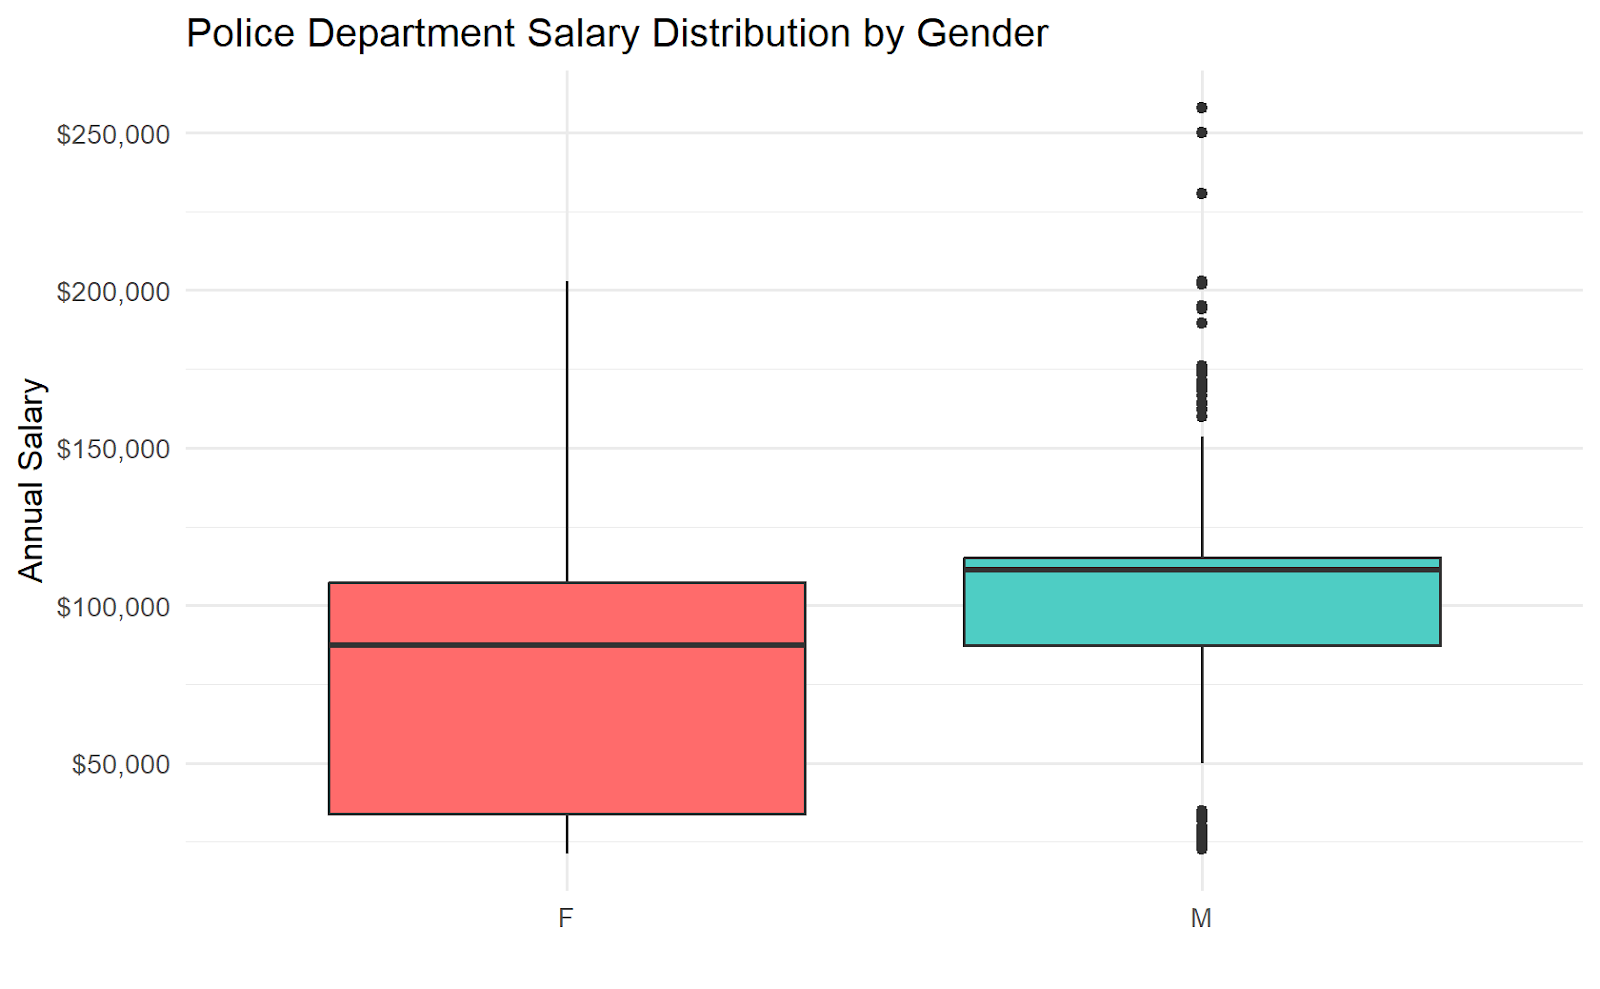 Police Department Salary Distribution by Gender
Annual Salary
$250,000
$200,000
$150,000
$100,000
$50,000
F
M